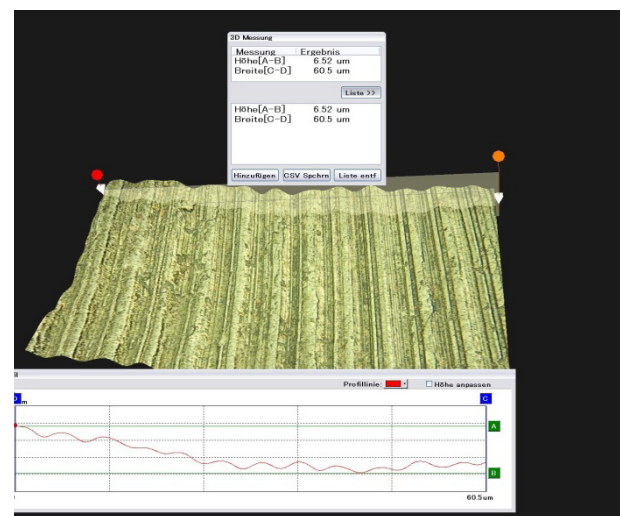 3D Messung
Messung Ergebnis
Höhe[A-B] 6.52 um
Breite[C-D] 60.5 um
Liste >>
Höhe[A-B] 6.52 um
Breite[C-D] 60.5 um
Hinzufügen CSV Spchrn Liste entf
Profillinie: Höhe anpassen
m C
A
B
60.5um